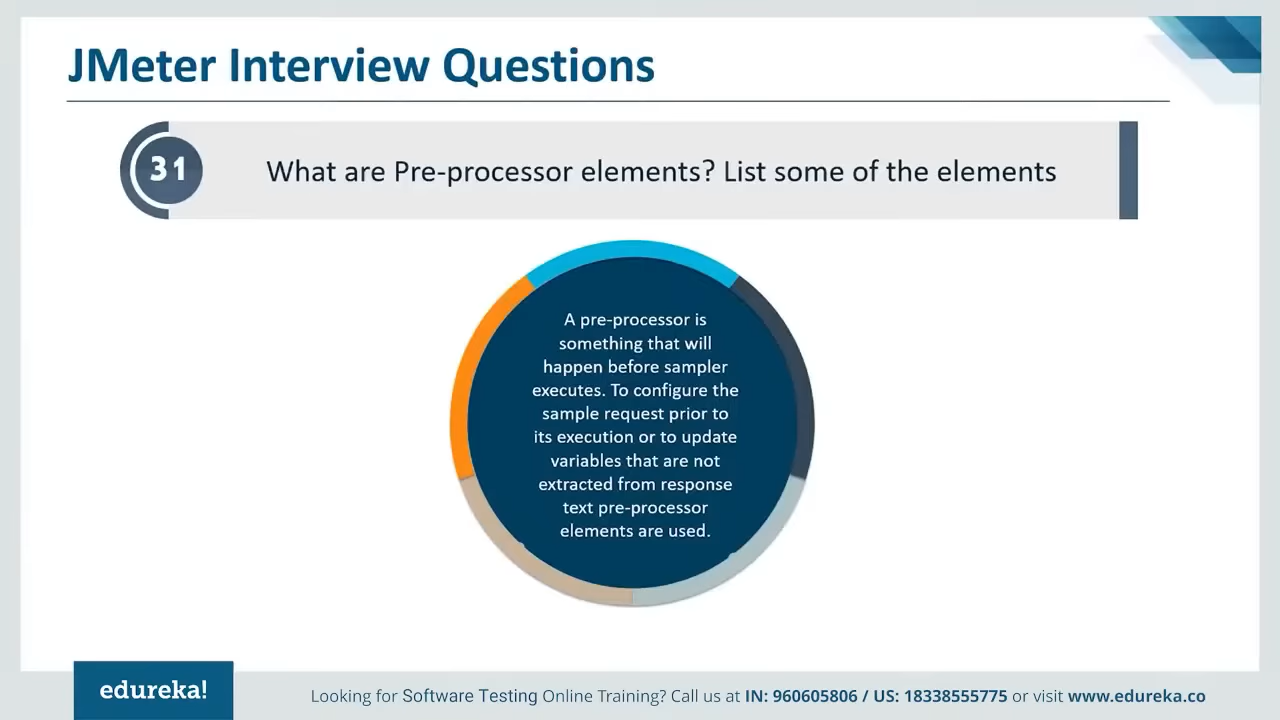 JMeter Interview Questions
31
What are Pre-processor elements? List some of the elements
A pre-processor is
something that will
happen before sampler
executes. To configure the
sample request prior to
its execution or to update
variables that are not
extracted from response
text pre-processor
elements are used.
edureka!
Looking for Software Testing Online Training? Call us at IN: 960605806 / US: 18338555775 or visit www.edureka.co